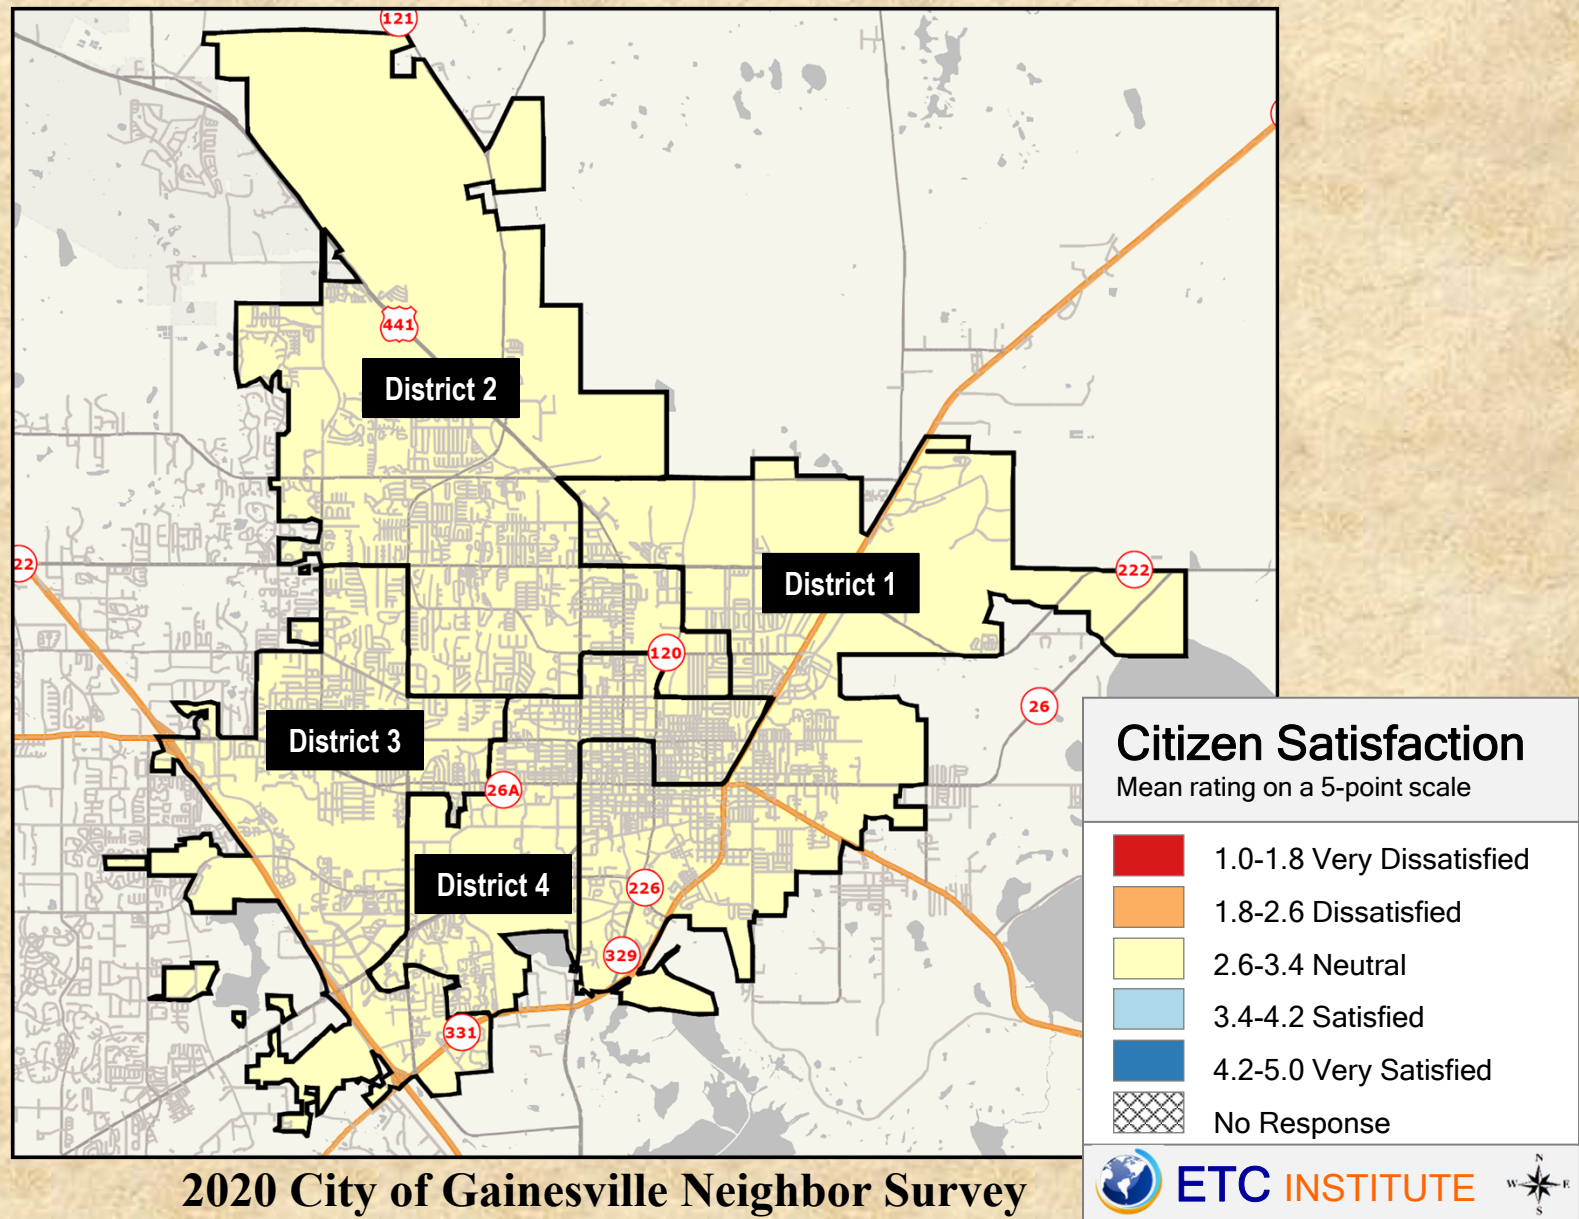 121
441
District 2
22
District 1
222
120
26
District 3
26A
District 4
226
329
331
Citizen Satisfaction
Mean rating on a 5-point scale
1.0-1.8 Very Dissatisfied
1.8-2.6 Dissatisfied
2.6-3.4 Neutral
3.4-4.2 Satisfied
4.2-5.0 Very Satisfied
No Response
2020 City of Gainesville Neighbor Survey
ETC INSTITUTE
N
W E
S